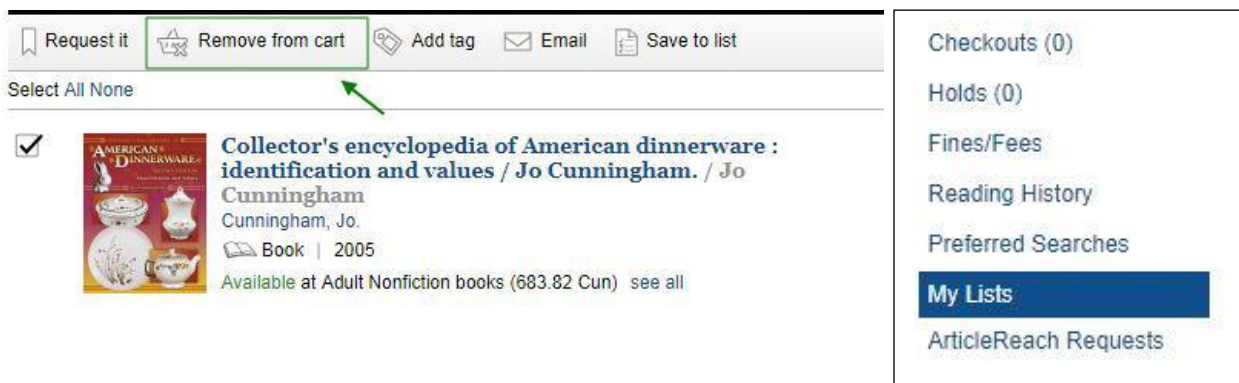 Request it Remove from cart Add tag Email Save to list
Select All None
AMERICAN
DINNERWARE
Collector's encyclopedia of American dinnerware :
identification and values / Jo Cunningham. / Jo
Cunningham
Cunningham, Jo.
Book | 2005
Available at Adult Nonfiction books (683.82 Cun) see all
Checkouts (0)
Holds (0)
Fines/Fees
Reading History
Preferred Searches
My Lists
ArticleReach Requests